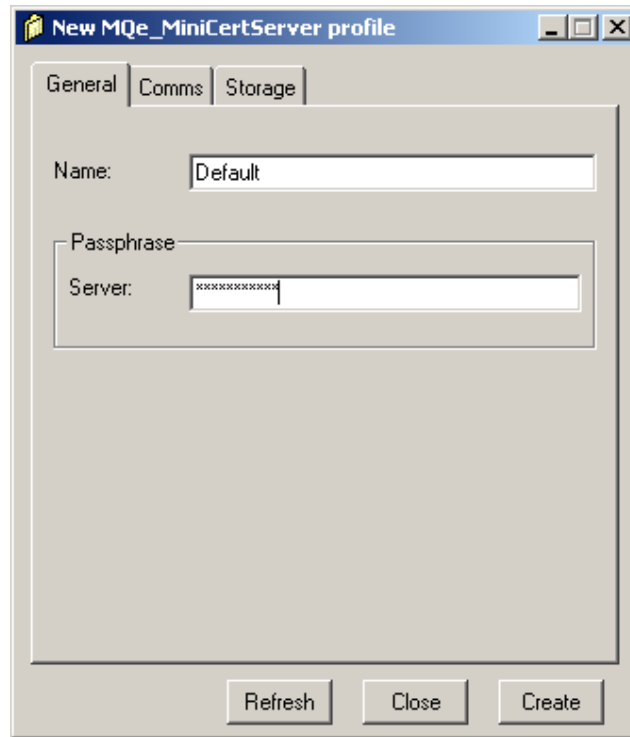 New MQe_MiniCertServer profile
General Comms Storage
Name: Default
Passphrase
Server: ***********
Refresh Close Create